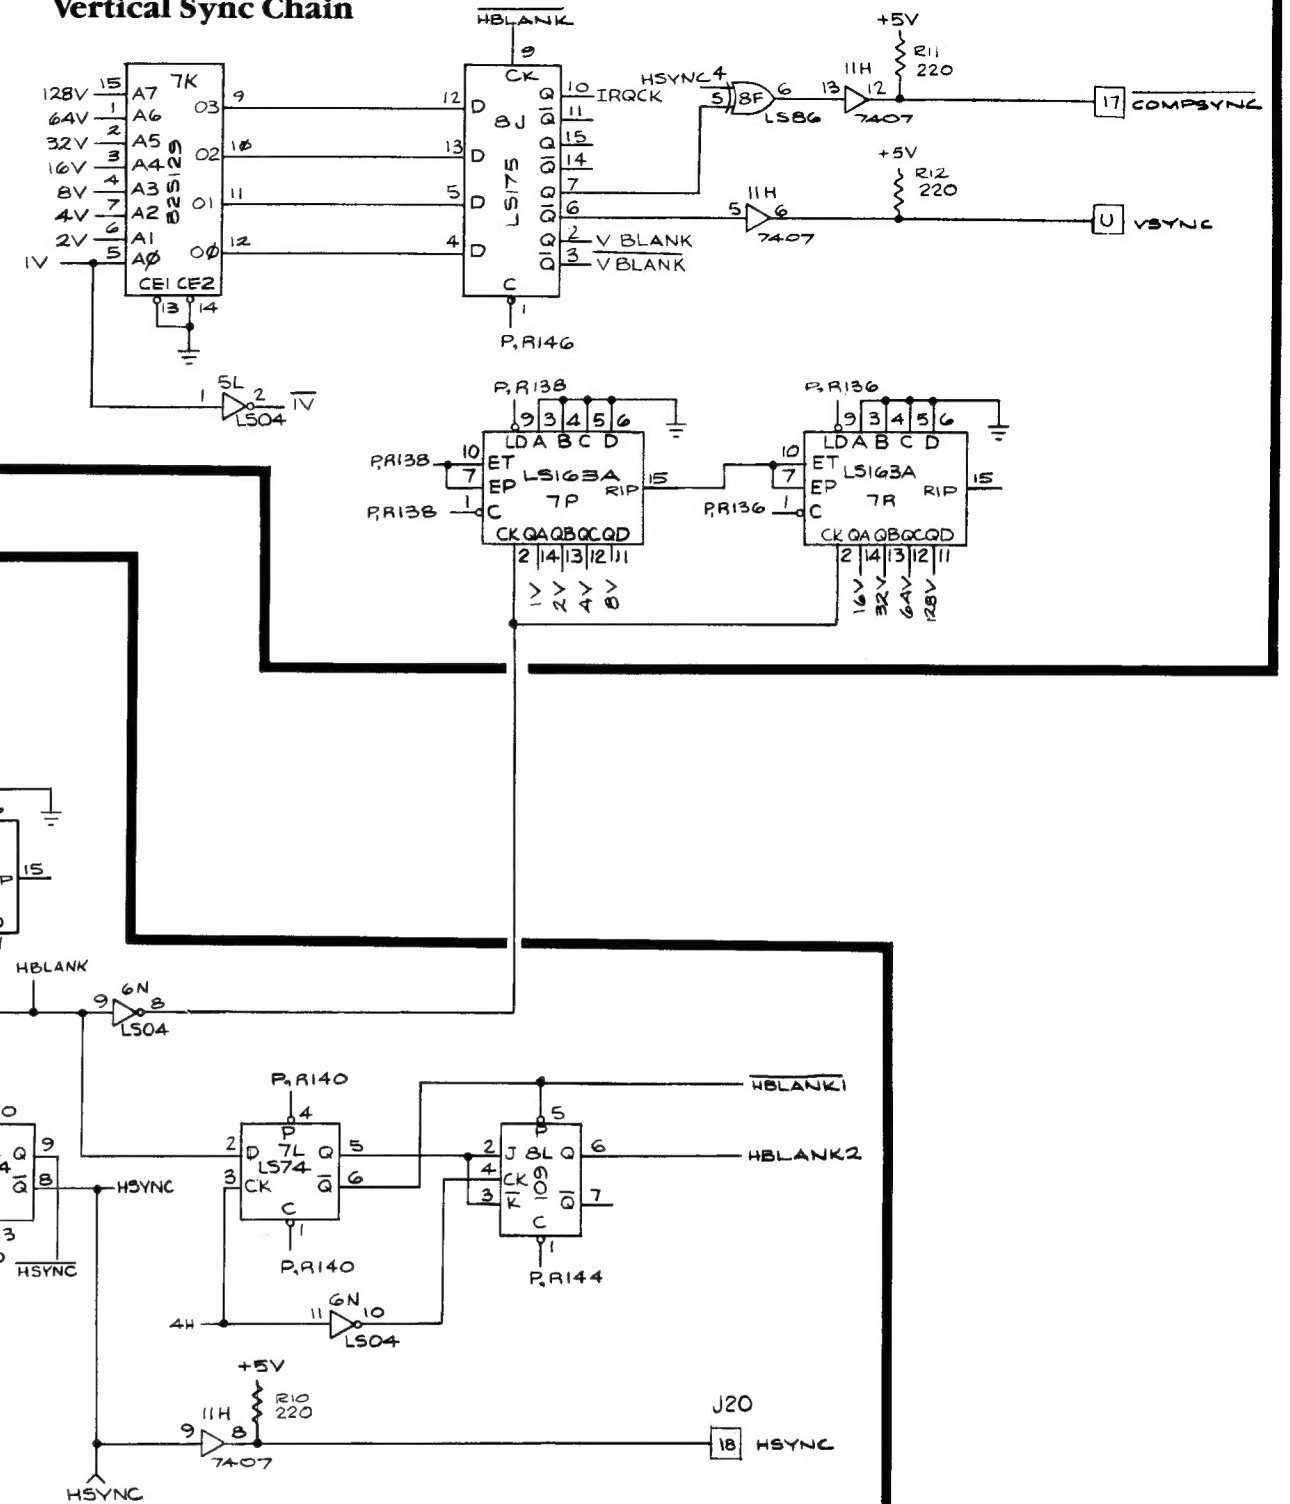 Vertical Sync Chain
HBLANK
9
CK
128V 15 A7
64V 1 A6
32V 2 A5
16V 3 A4
8V 4 A3
4V 7 A2
2V 6 A1
1V 5 AØ
7K
82S129
O3 9
O2 1Ø
O1 11
OØ 12
CE1 CE2
13 14
12 D
13 D
5 D
4 D
8J
LS175
Q 10 IRQCK
Q 11
Q 15
Q 14
Q 7
Q 6
Q 2 V BLANK
Q 3 V BLANK
C
1
P,R146
HSYNC 4
5
8F
6
LS86
13 11H 12
7407
+5V
R11
220
17 COMPSYNC
+5V
R12
220
5 11H 6
7407
U VSYNC
5L
1 2 1V
LS04
P,R138
9 3 4 5 6
LD A B C D
P,R138 10 ET
7 EP
P,R138 1 C
LS163A
7P
RIP 15
CK QA QB QC QD
2 14 13 12 11
1V
2V
4V
8V
P,R136
9 3 4 5 6
LD A B C D
10 ET
7 EP
P,R136 1 C
LS163A
7R
RIP 15
CK QA QB QC QD
2 14 13 12 11
16V
32V
64V
128V
15
P
HBLANK
6N
9 8
LS04
P,R140
4
P
2 D 7L Q 5
LS74
3 CK Q 6
C
1
P,R140
HBLANK1
5
P
2 J 8L Q 6
4 CK
109
3 K Q 7
C
1
P,R144
HBLANK2
Q 9
Q 8
HSYNC
3
HSYNC
4H
6N
11 10
LS04
+5V
R10
220
11H
9 8
7407
J20
18 HSYNC
HSYNC